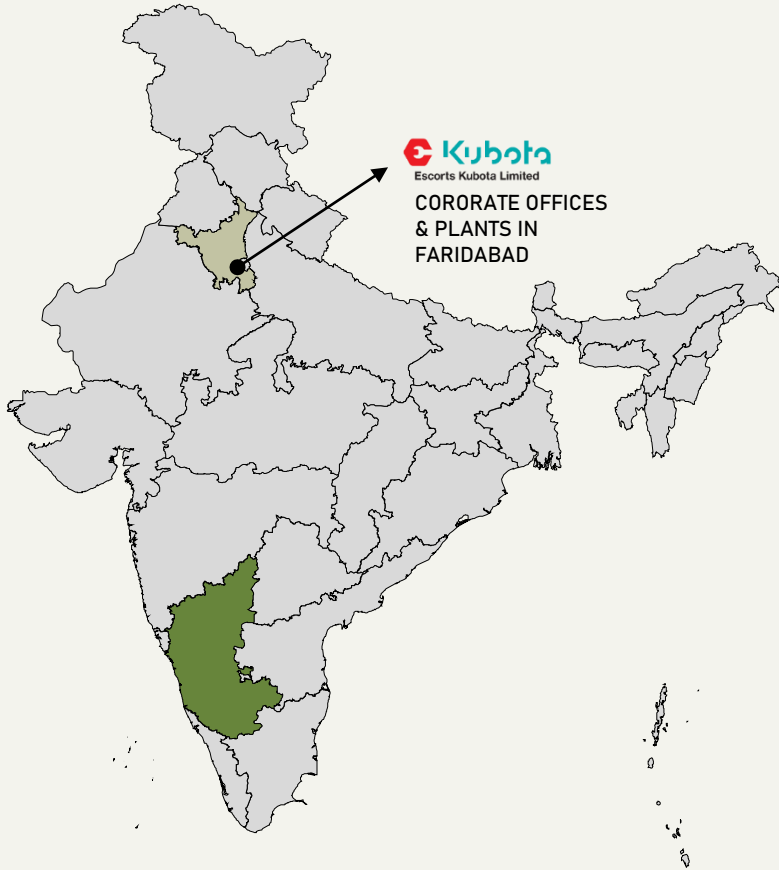 Kubota
Escorts Kubota Limited
CORORATE OFFICES
& PLANTS IN
FARIDABAD